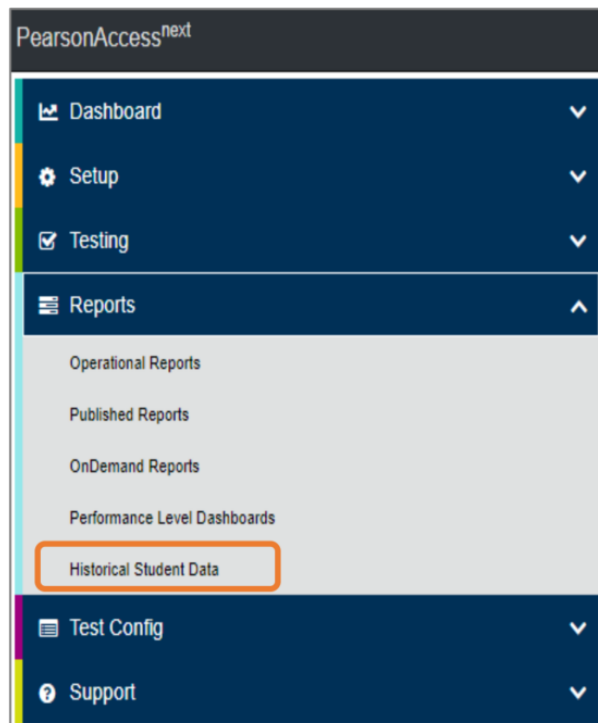 PearsonAccessnext
Dashboard
Setup
Testing
Reports
Operational Reports
Published Reports
OnDemand Reports
Performance Level Dashboards
Historical Student Data
Test Config
Support